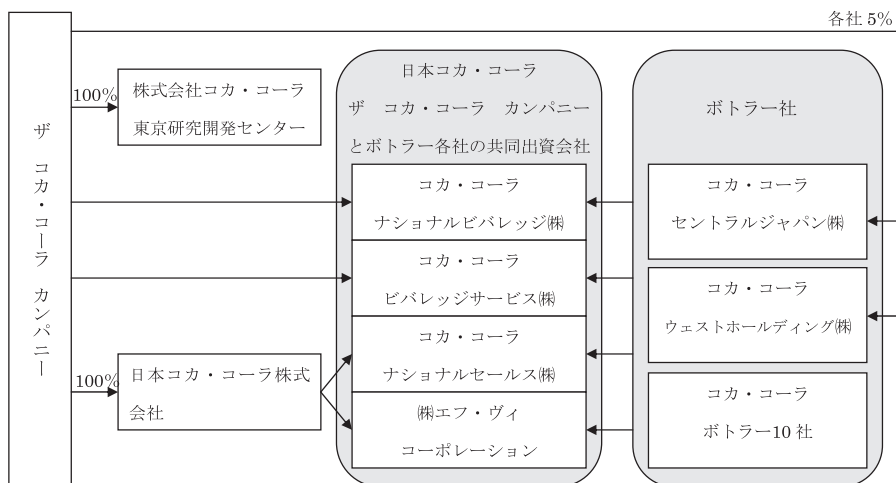 各社 5%
ザ コカ・コーラ カンパニー
100%
株式会社コカ・コーラ
東京研究開発センター
100%
日本コカ・コーラ株式
会社
日本コカ・コーラ
ザ コカ・コーラ カンパニー
とボトラー各社の共同出資会社
コカ・コーラ
ナショナルビバレッジ㈱
コカ・コーラ
ビバレッジサービス㈱
コカ・コーラ
ナショナルセールス㈱
㈱エフ・ヴィ
コーポレーション
ボトラー社
コカ・コーラ
セントラルジャパン㈱
コカ・コーラ
ウェストホールディング㈱
コカ・コーラ
ボトラー10 社